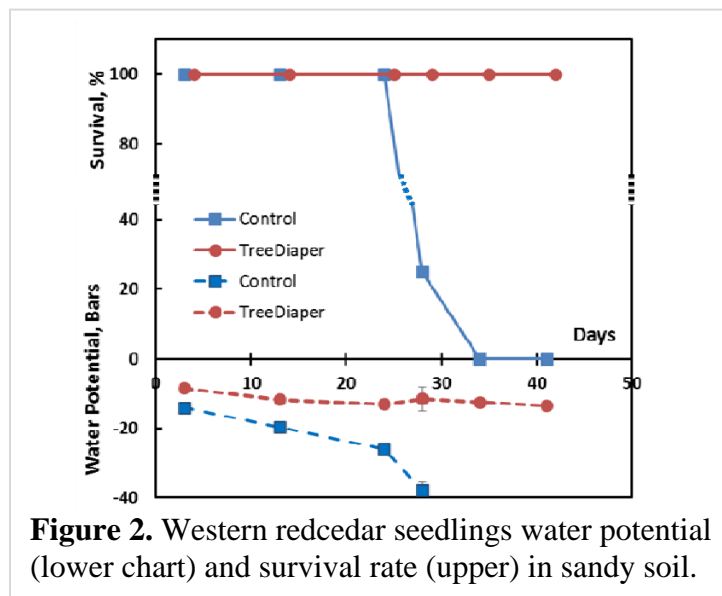 Survival, %
100
80
40
20
0
-20
-40
Water Potential, Bars
Control
TreeDiaper
Control
TreeDiaper
Days
0 10 20 30 40 50
Figure 2. Western redcedar seedlings water potential
(lower chart) and survival rate (upper) in sandy soil.